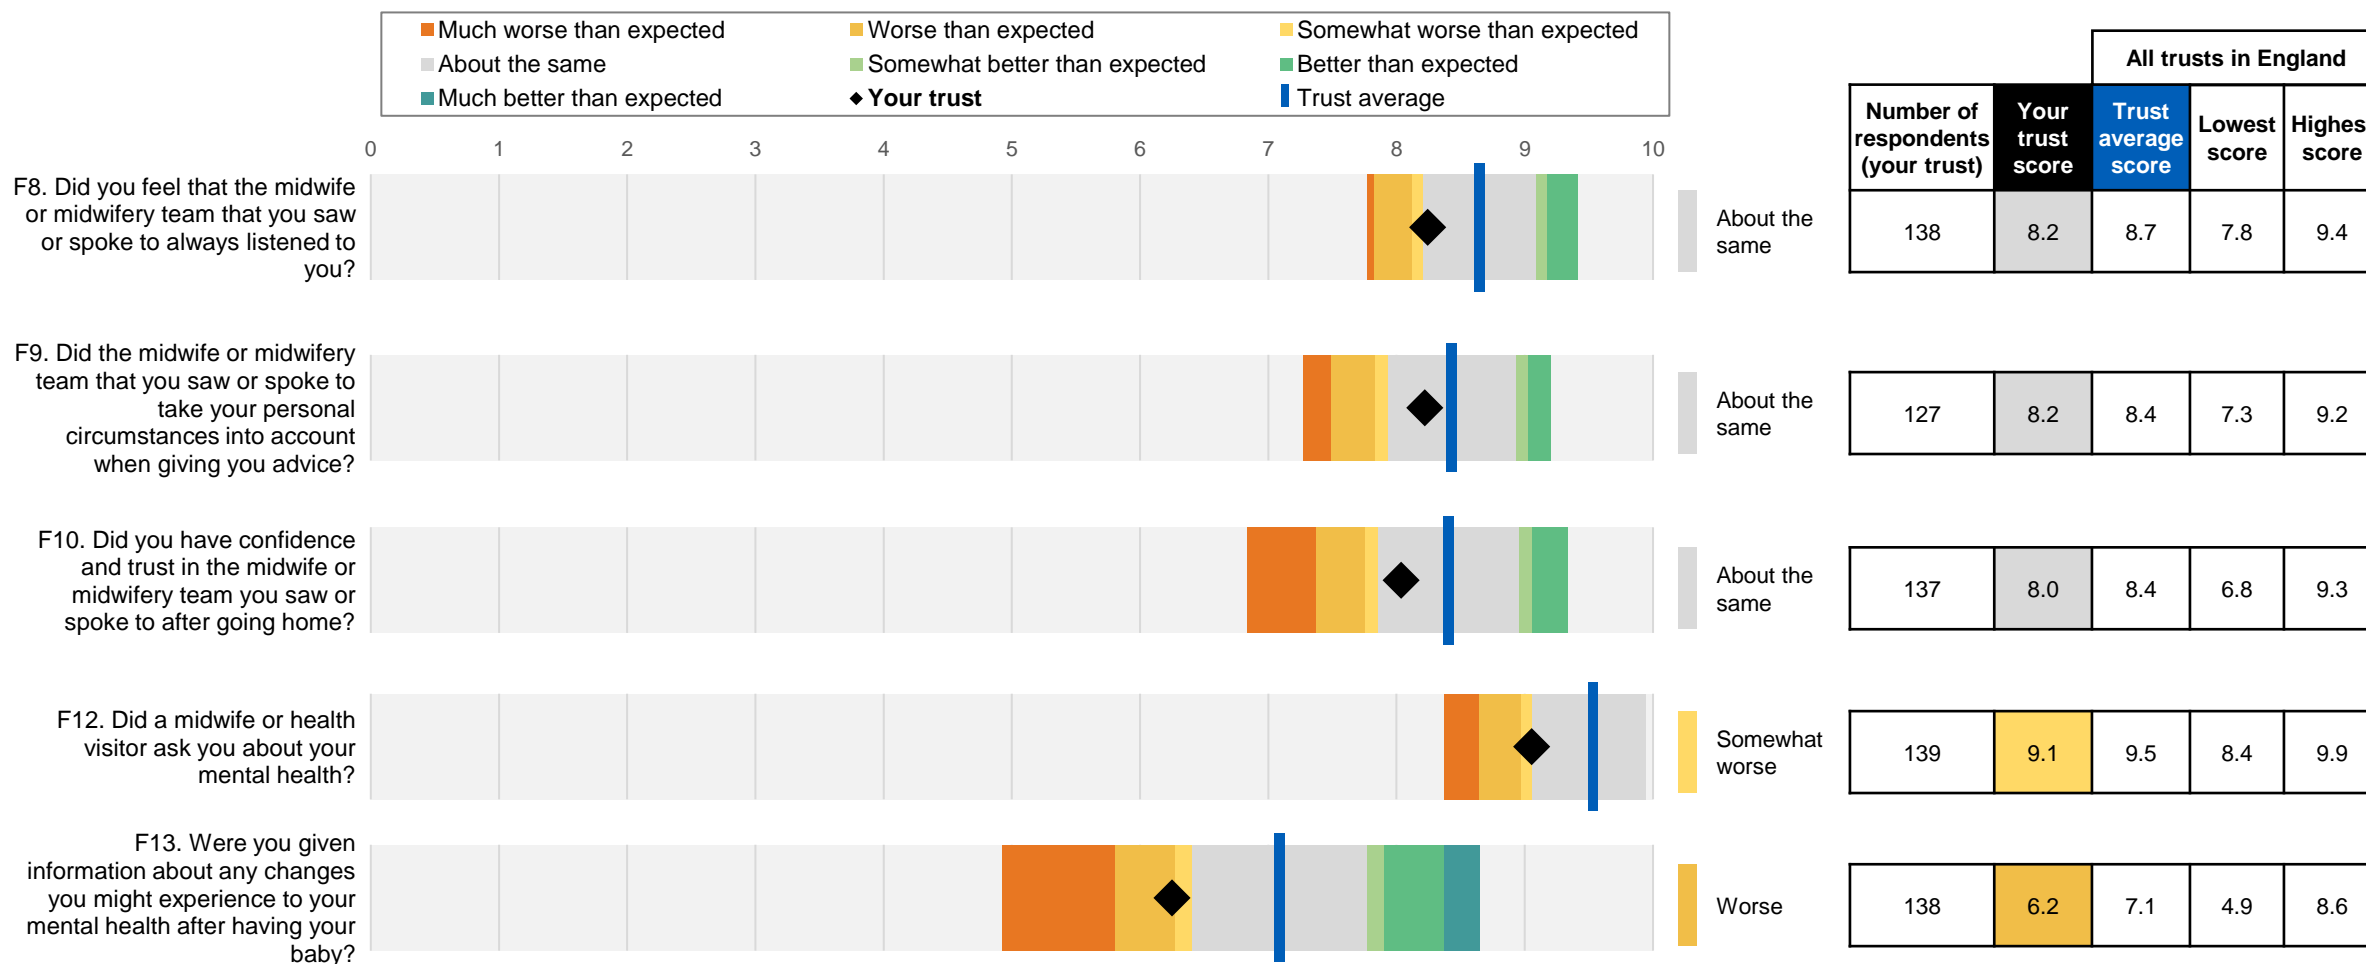 Much worse than expected
Worse than expected
Somewhat worse than expected
About the same
Somewhat better than expected
Better than expected
Much better than expected
Your trust
Trust average
All trusts in England
Number of
respondents
(your trust)
Your
trust
score
Trust
average
score
Lowest
score
Highes
score
0 1 2 3 4 5 6 7 8 9 10
F8. Did you feel that the midwife
or midwifery team that you saw
or spoke to always listened to
you?
About the
same
138 8.2 8.7 7.8 9.4
F9. Did the midwife or midwifery
team that you saw or spoke to
take your personal
circumstances into account
when giving you advice?
About the
same
127 8.2 8.4 7.3 9.2
F10. Did you have confidence
and trust in the midwife or
midwifery team you saw or
spoke to after going home?
About the
same
137 8.0 8.4 6.8 9.3
F12. Did a midwife or health
visitor ask you about your
mental health?
Somewhat
worse
139 9.1 9.5 8.4 9.9
F13. Were you given
information about any changes
you might experience to your
mental health after having your
baby?
Worse
138 6.2 7.1 4.9 8.6